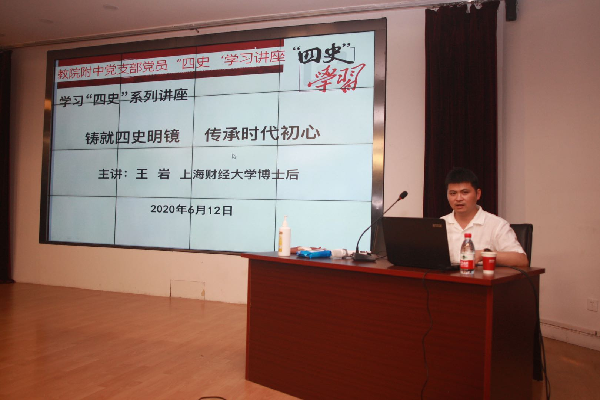 教院附中党支部党员“四史‘学习讲座
“四史”
学習
学习“四史”系列讲座
铸就四史明镜 传承时代初心
主讲：王 岩 上海财经大学博士后
2020年6月12日